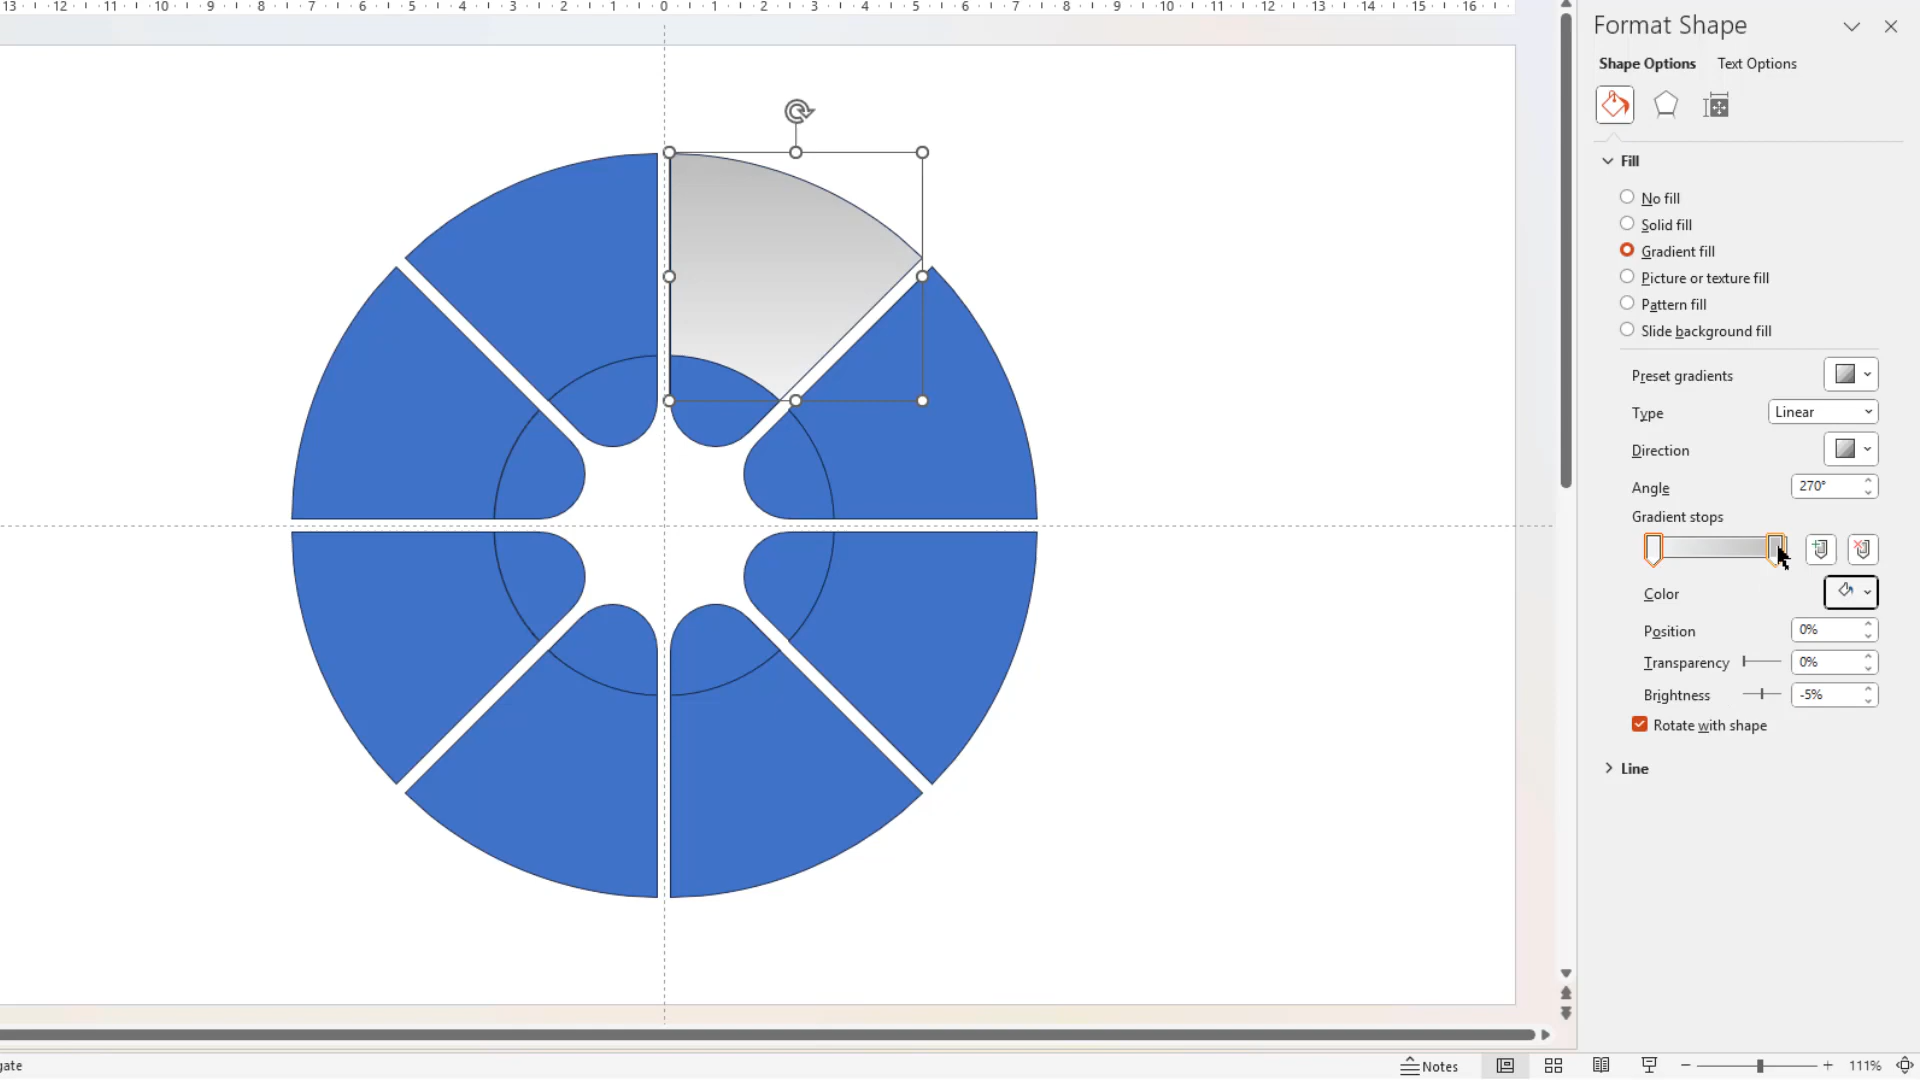 13 12 11 10 9 8 7 6 5 4 3 2 1 0 1 2 3 4 5 6 7 8 9 10 11 12 13 14 15 16
Format Shape
Shape Options Text Options
Fill
No fill
Solid fill
Gradient fill
Picture or texture fill
Pattern fill
Slide background fill
Preset gradients
Type Linear
Direction
Angle 270°
Gradient stops
Color
Position 0%
Transparency 0%
Brightness -5%
Rotate with shape
Line
gate Notes 111%